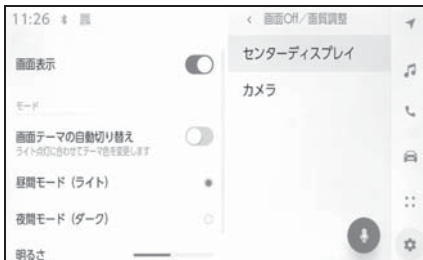 11:26
画面表示
モード
画面テーマの自動切り替え
ライト点灯に合わせてテーマ色を変更します
昼間モード（ライト）
夜間モード（ダーク）
明るさ
< 画面Off/画質調整
センターディスプレイ
カメラ